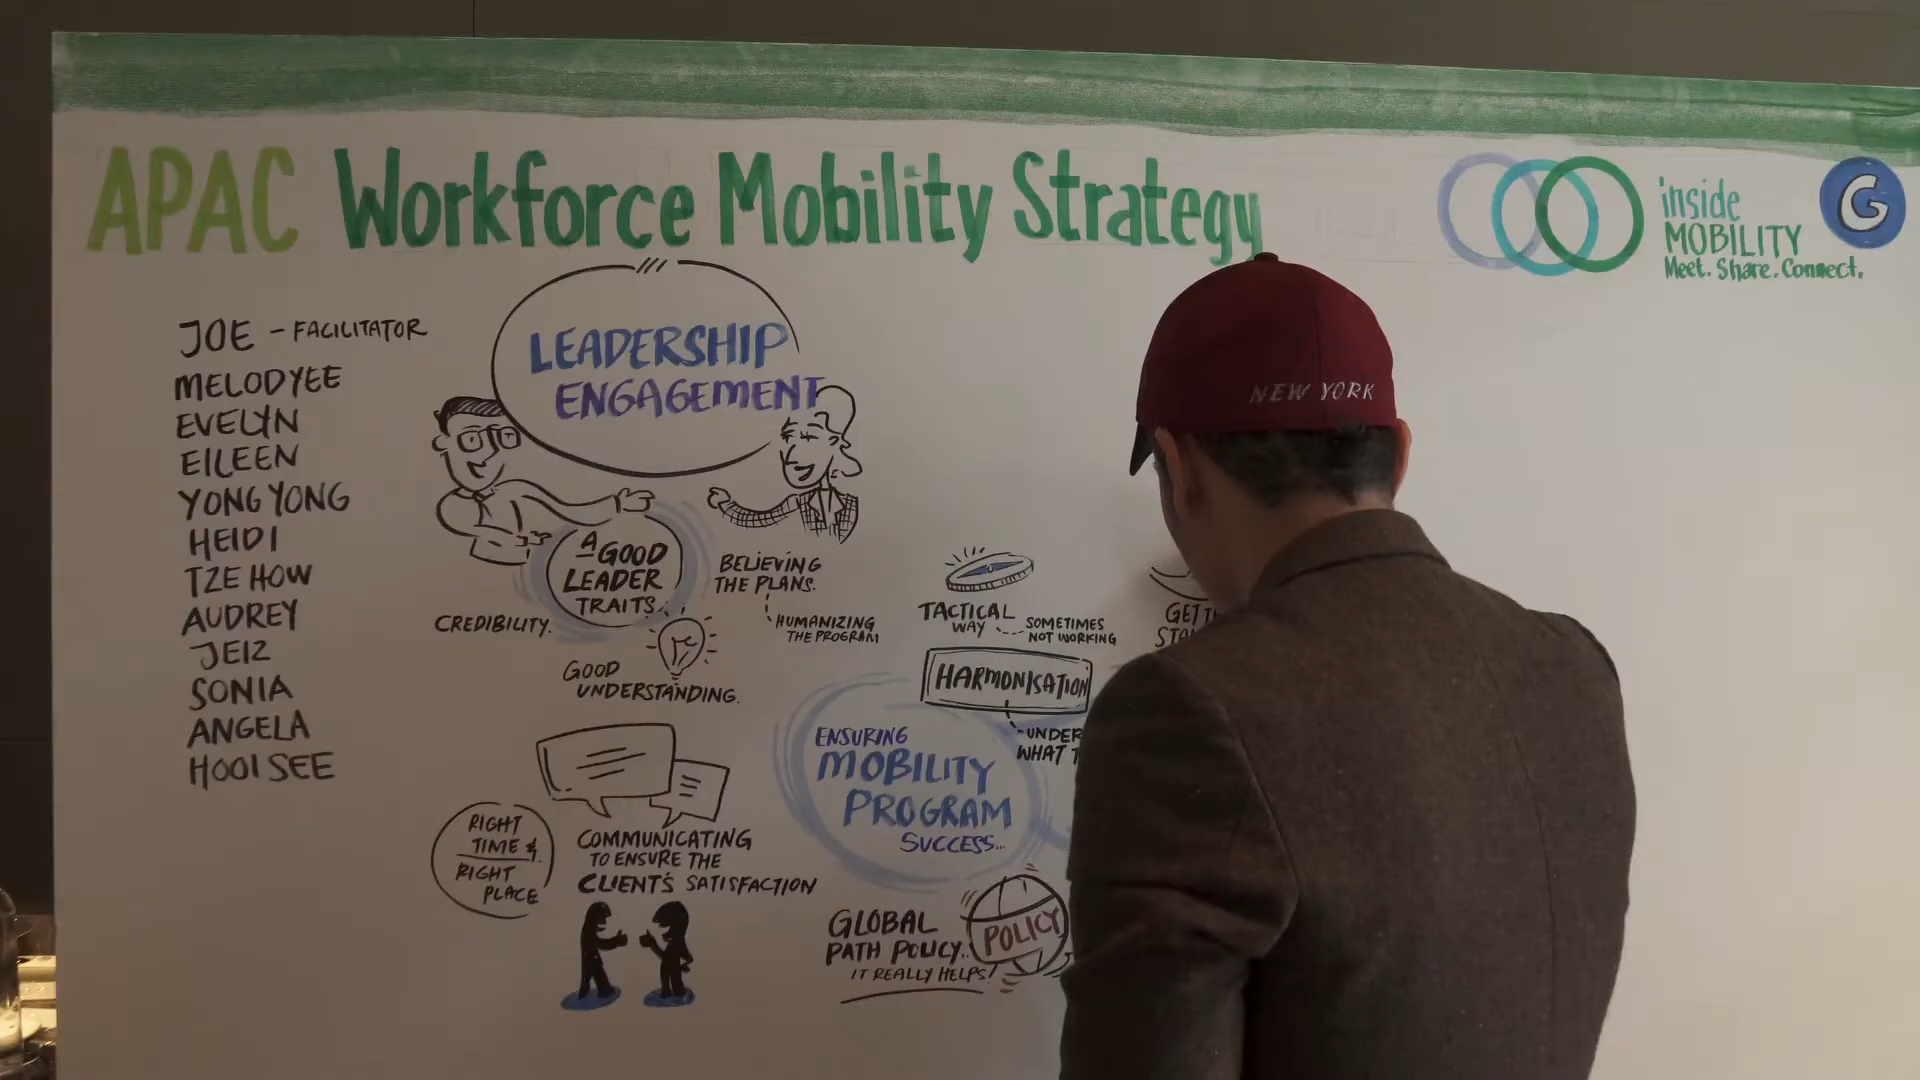 APAC Workforce Mobility Strategy
inside
MOBILITY
Meet. Share. Connect.
G
JOE - FACILITATOR
MELODYEE
EVELYN
EILEEN
YONG YONG
HEIDI
TZE HOW
AUDREY
JEIZ
SONIA
ANGELA
HOOI SEE
LEADERSHIP
ENGAGEMENT
A GOOD
LEADER
TRAITS.
CREDIBILITY.
GOOD
UNDERSTANDING.
BELIEVING
THE PLANS.
HUMANIZING
THE PROGRAM
RIGHT
TIME &
RIGHT
PLACE
COMMUNICATING
TO ENSURE THE
CLIENT'S SATISFACTION
TACTICAL
WAY
SOMETIMES
NOT WORKING
HARMONISATION
WHAT
ENSURING
MOBILITY
PROGRAM
SUCCESS...
GLOBAL
PATH POLICY..
IT REALLY HELPS!
POLICY
GET
NEW YORK